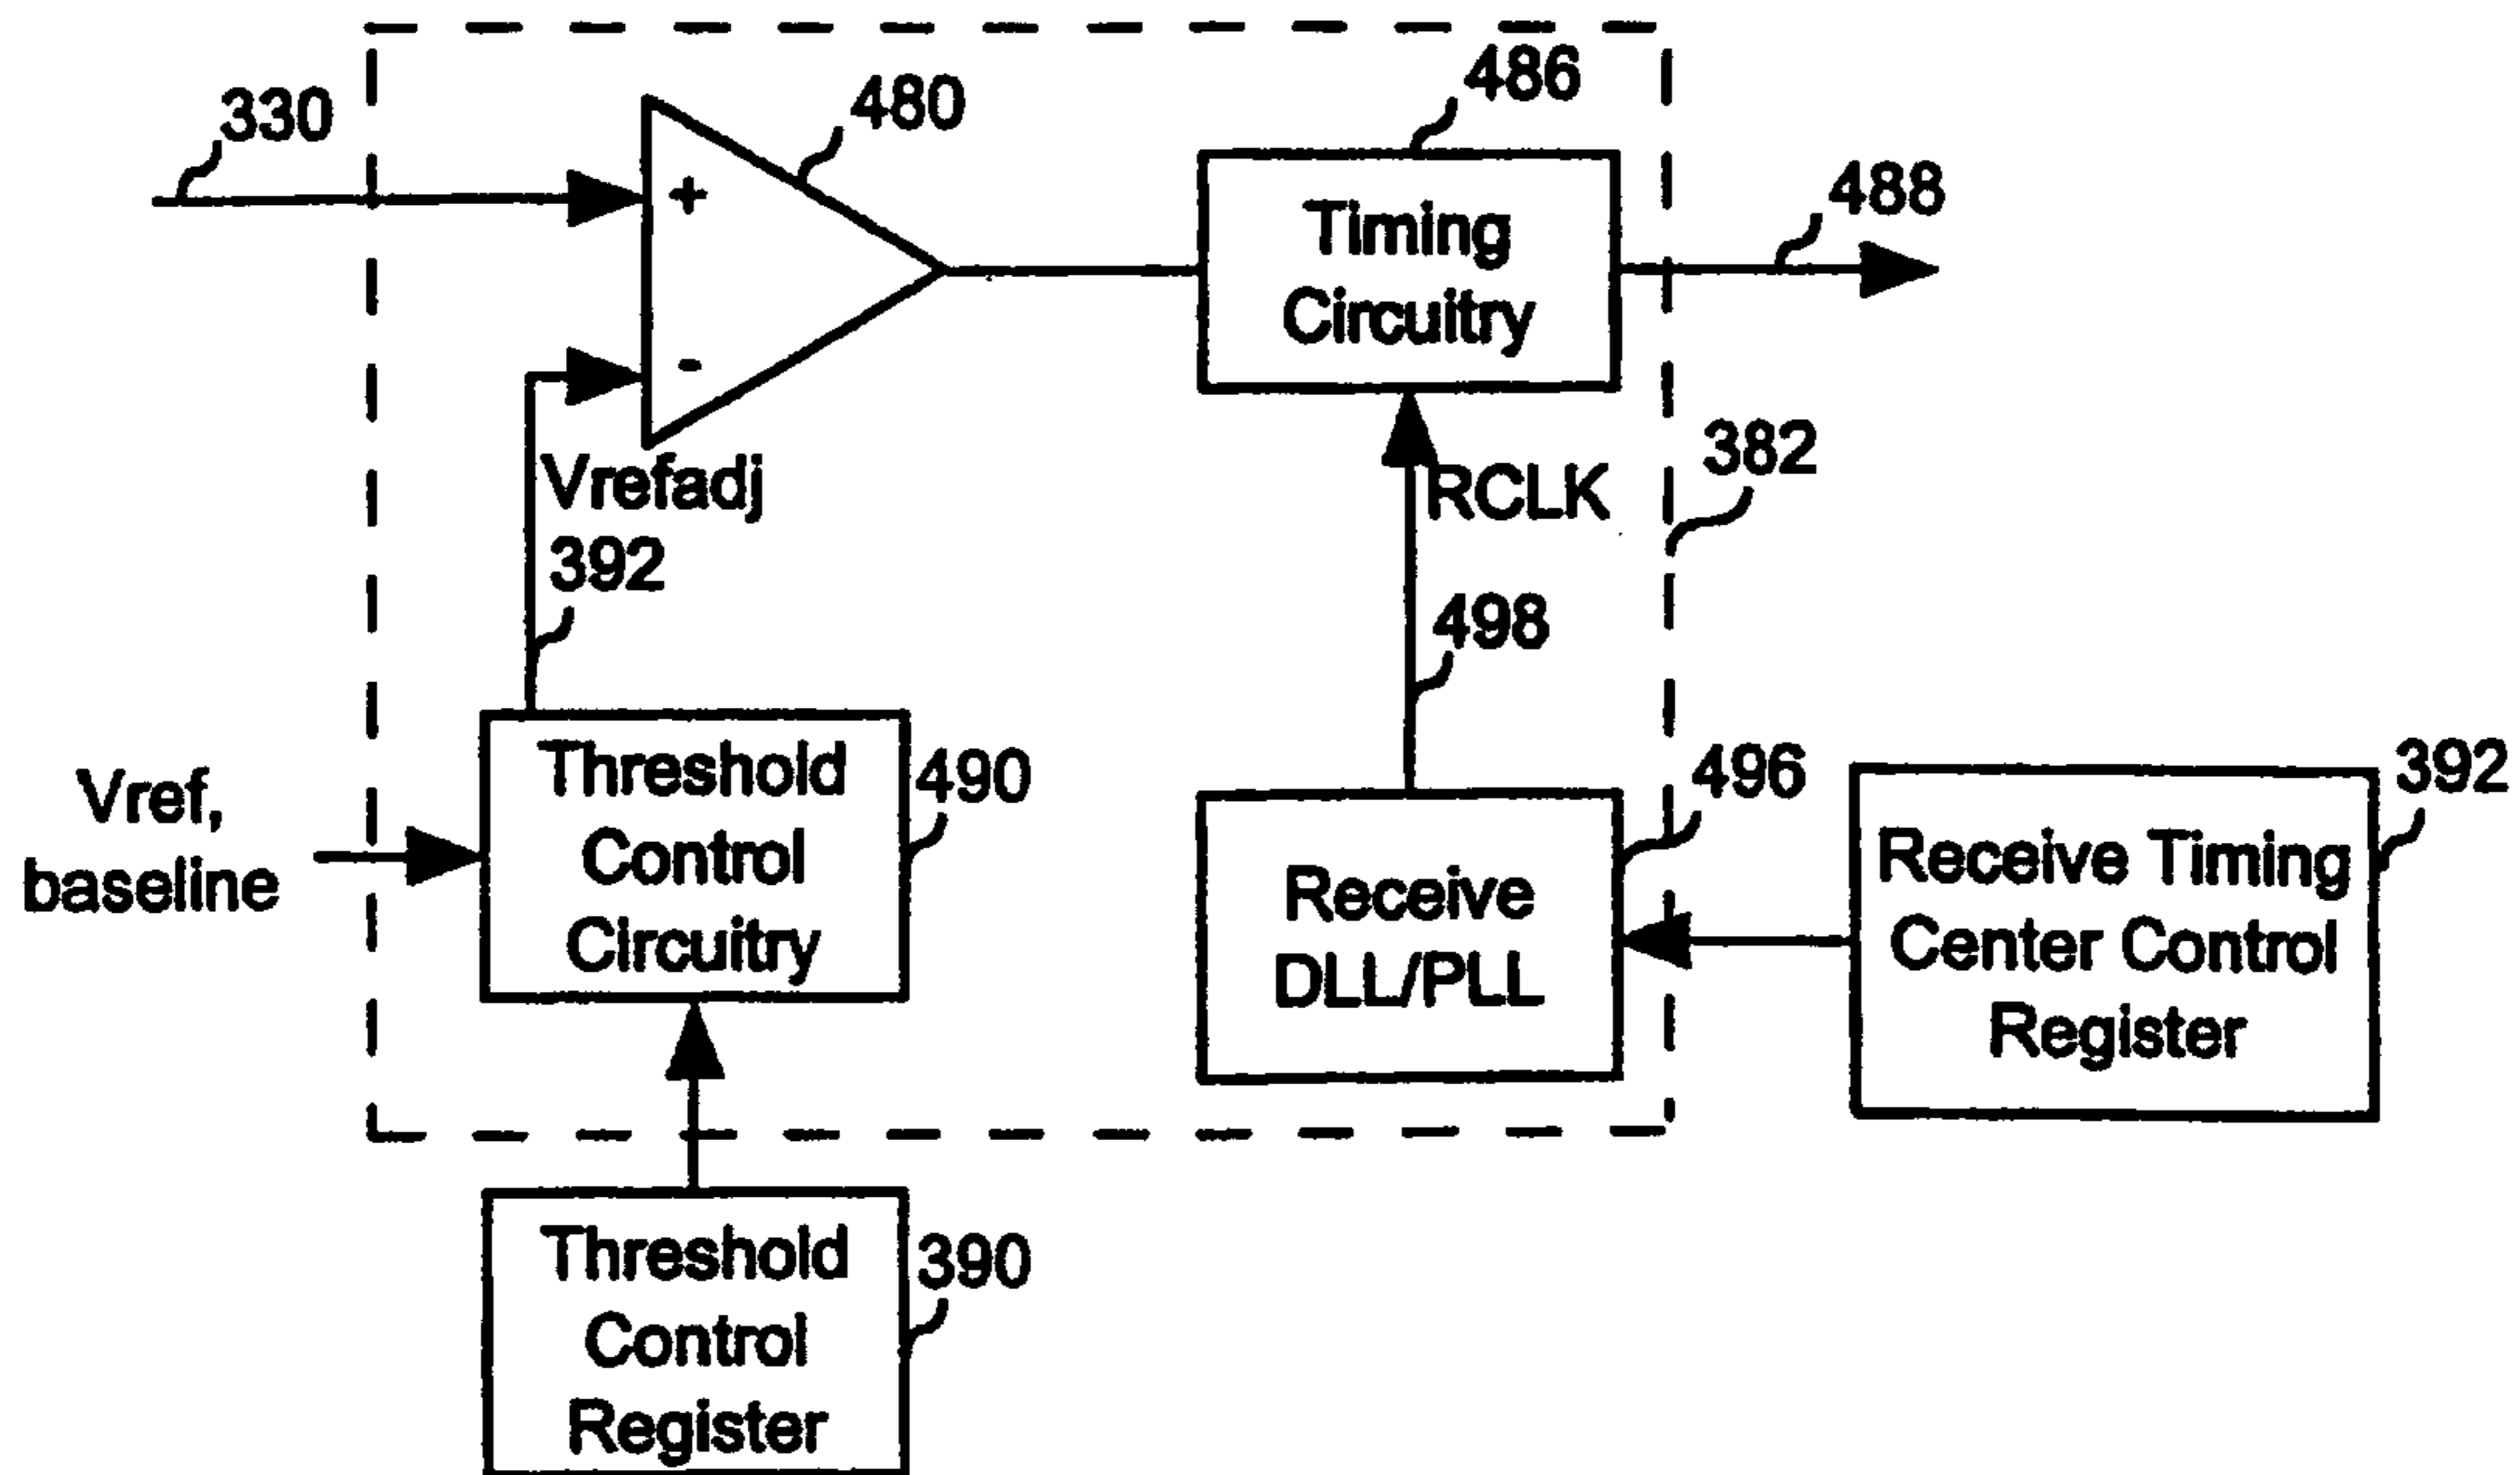 330
480
+
-
486
Timing
Circuitry
488
Vrefadj
392
RCLK
498
382
Vref,
baseline
Threshold
Control
Circuitry
490
Receive
DLL/PLL
496
Receive Timing
Center Control
Register
392
Threshold
Control
Register
390